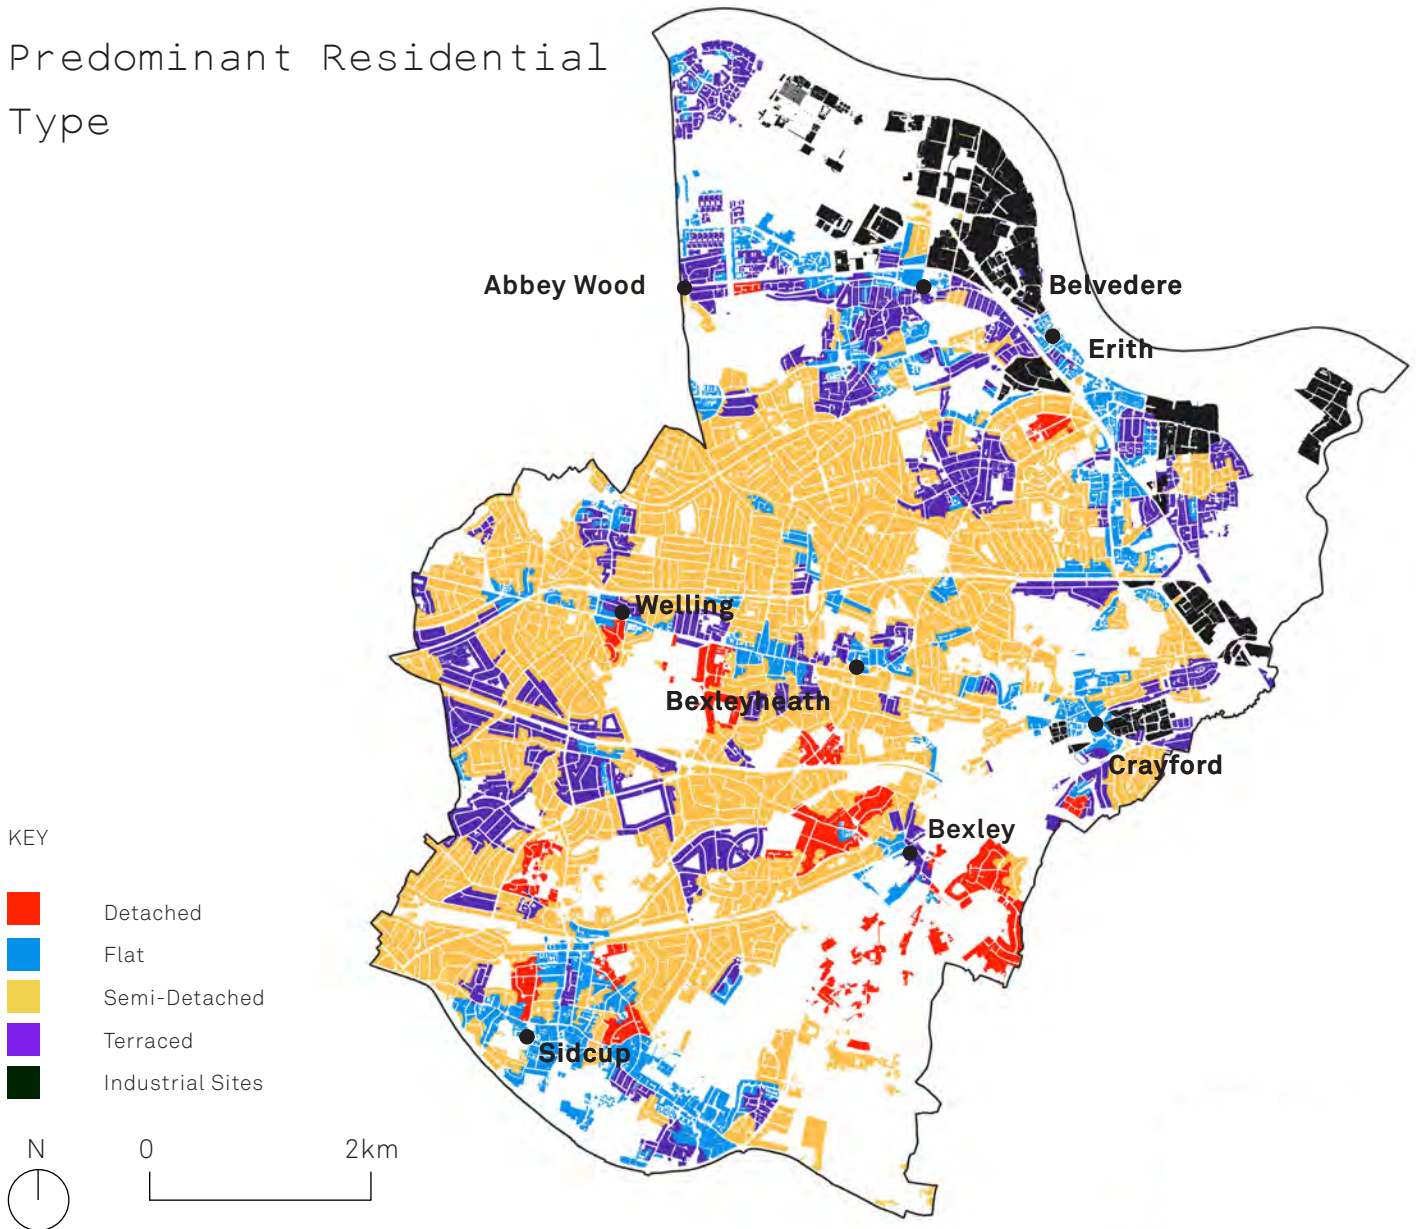 Predominant Residential
Type
Abbey Wood
Belvedere
Erith
Welling
Bexleyheath
Crayford
Bexley
Sidcup
KEY
Detached
Flat
Semi-Detached
Terraced
Industrial Sites
N
0 2km